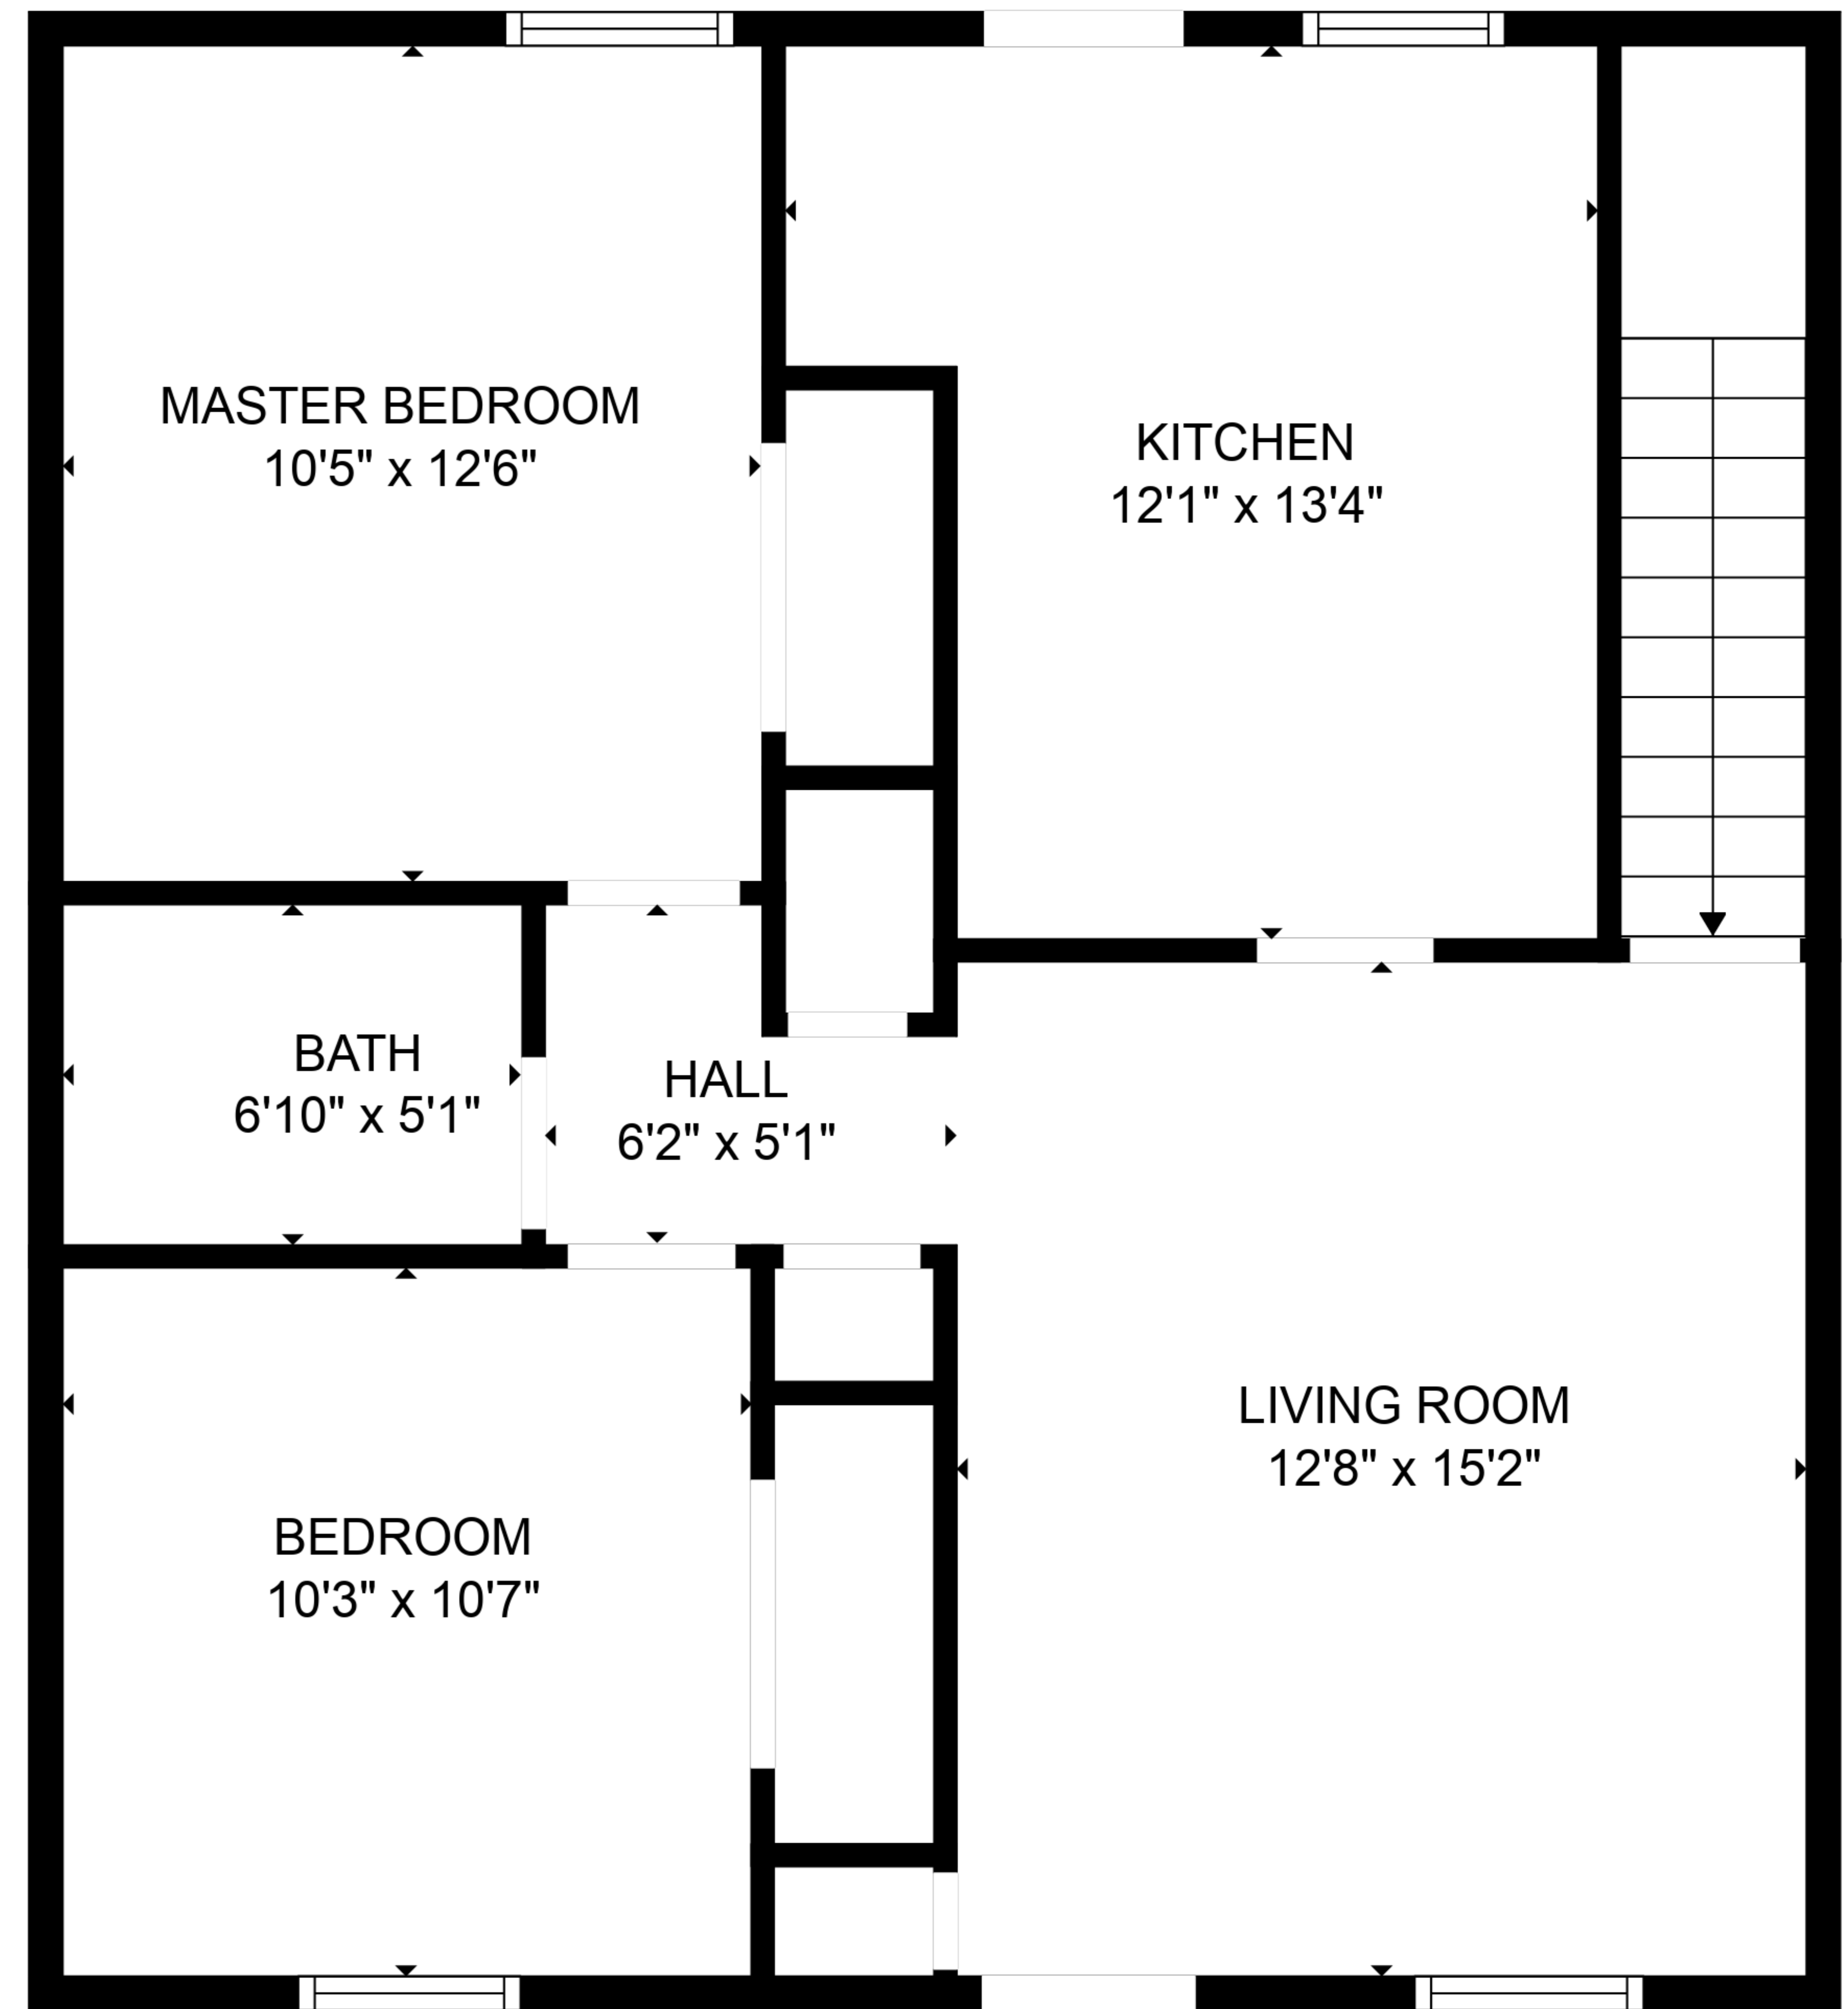 MASTER BEDROOM
10'5" x 12'6"
KITCHEN
12'1" x 13'4"
BATH
6'10" x 5'1"
HALL
6'2" x 5'1"
LIVING ROOM
12'8" x 15'2"
BEDROOM
10'3" x 10'7"